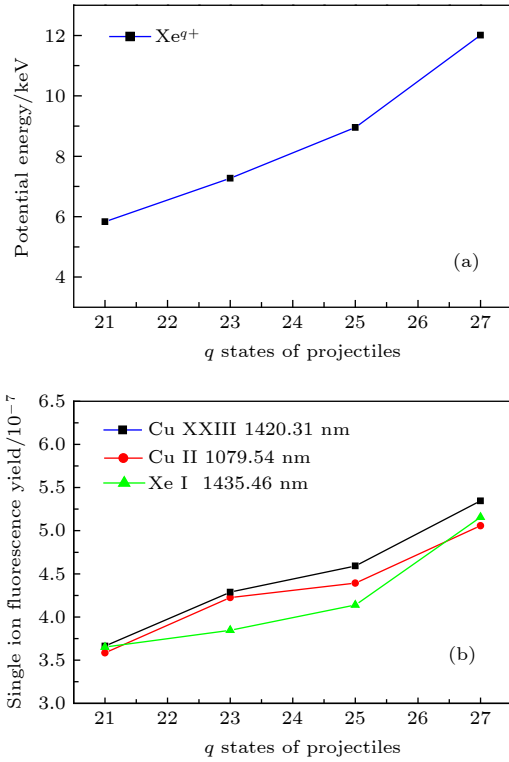 12
10
8
6
4
Potential energy/keV
Xe^{q+}
(a)
21 22 23 24 25 26 27
q states of projectiles
6.5
6.0
5.5
5.0
4.5
4.0
3.5
3.0
Single ion fluorescence yield/10⁻⁷
Cu XXIII 1420.31 nm
Cu II 1079.54 nm
Xe I 1435.46 nm
(b)
21 22 23 24 25 26 27
q states of projectiles